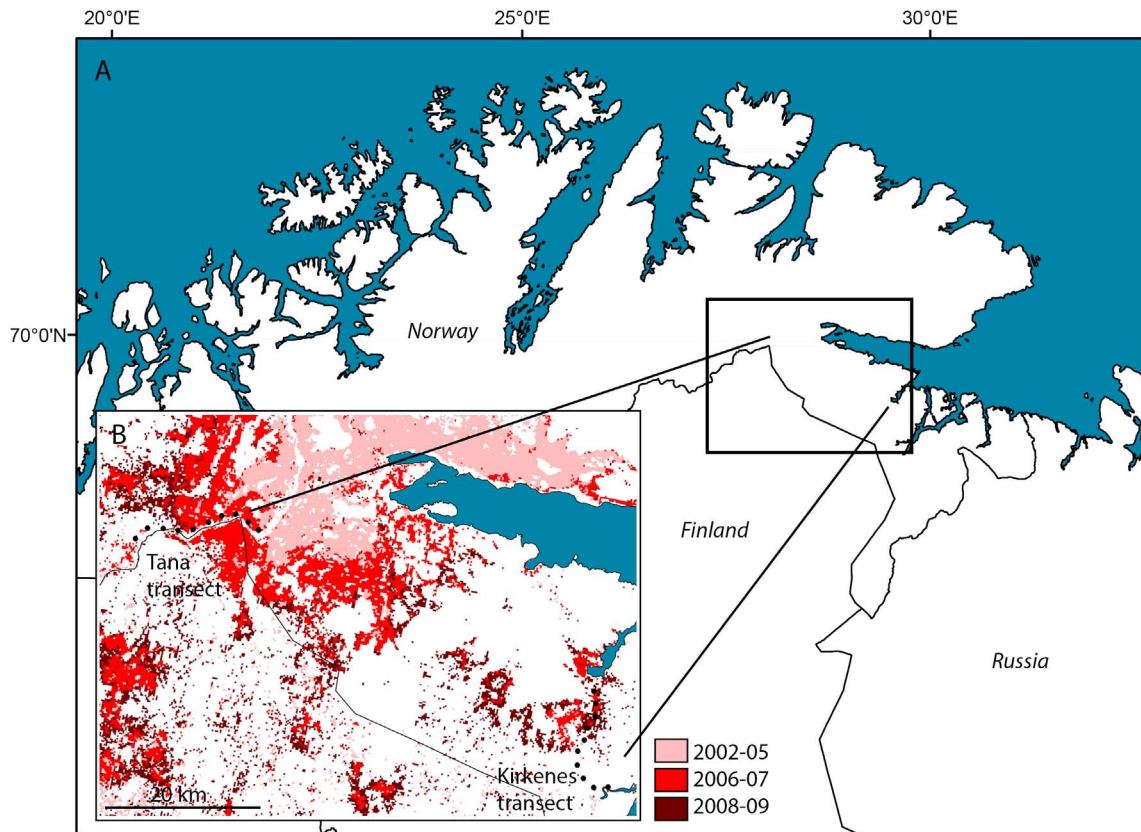 20°0'E 25°0'E 30°0'E
A
70°0'N
Norway
B
Finland
Tana
transect
Russia
2002-05
2006-07
2008-09
Kirkenes
transect
20 km